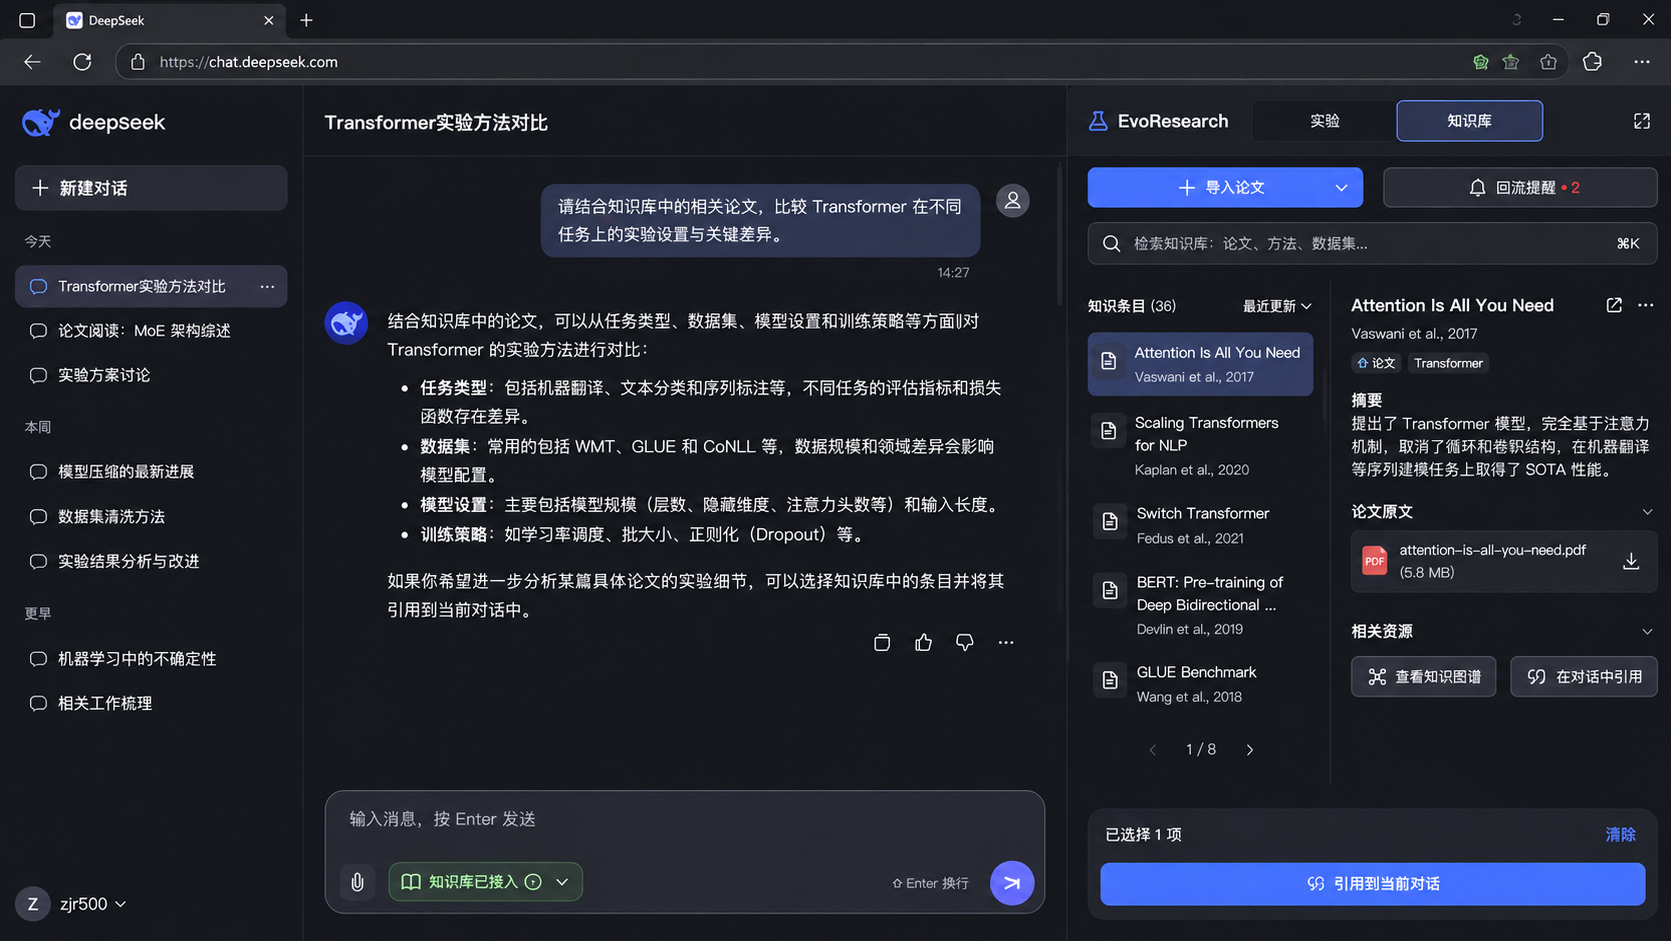 DeepSeek
https://chat.deepseek.com
deepseek
新建对话
今天
Transformer实验方法对比
论文阅读：MoE 架构综述
实验方案讨论
本周
模型压缩的最新进展
数据集清洗方法
实验结果分析与改进
更早
机器学习中的不确定性
相关工作梳理
Z
zjr500
Transformer实验方法对比
请结合知识库中的相关论文，比较 Transformer 在不同
任务上的实验设置与关键差异。
14:27
结合知识库中的论文，可以从任务类型、数据集、模型设置和训练策略等方面对
Transformer 的实验方法进行对比：
• 任务类型：包括机器翻译、文本分类和序列标注等，不同任务的评估指标和损失
函数存在差异。
• 数据集：常用的包括 WMT、GLUE 和 CoNLL 等，数据规模和领域差异会影响
模型配置。
• 模型设置：主要包括模型规模（层数、隐藏维度、注意力头数等）和输入长度。
• 训练策略：如学习率调度、批大小、正则化（Dropout）等。
如果你希望进一步分析某篇具体论文的实验细节，可以选择知识库中的条目并将其
引用到当前对话中。
输入消息，按 Enter 发送
知识库已接入
Enter 换行
EvoResearch
实验
知识库
导入论文
回流提醒 • 2
检索知识库：论文、方法、数据集...
⌘K
知识条目 (36)
最近更新
Attention Is All You Need
Vaswani et al., 2017
Scaling Transformers
for NLP
Kaplan et al., 2020
Switch Transformer
Fedus et al., 2021
BERT: Pre-training of
Deep Bidirectional ...
Devlin et al., 2019
GLUE Benchmark
Wang et al., 2018
1 / 8
Attention Is All You Need
Vaswani et al., 2017
论文
Transformer
摘要
提出了 Transformer 模型，完全基于注意力
机制，取消了循环和卷积结构，在机器翻译
等序列建模任务上取得了 SOTA 性能。
论文原文
PDF
attention-is-all-you-need.pdf
(5.8 MB)
相关资源
查看知识图谱
在对话中引用
已选择 1 项
清除
引用到当前对话